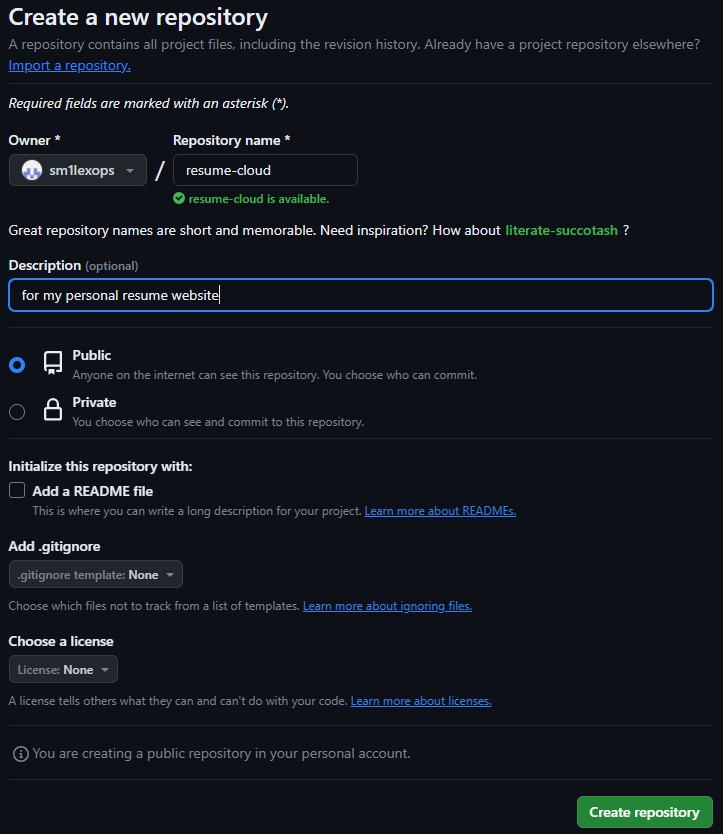 Create a new repository
A repository contains all project files, including the revision history. Already have a project repository elsewhere?
Import a repository.
Required fields are marked with an asterisk (*).
Owner * Repository name *
sm1lexops / resume-cloud
resume-cloud is available.
Great repository names are short and memorable. Need inspiration? How about literate-succotash ?
Description (optional)
for my personal resume website
Public
Anyone on the internet can see this repository. You choose who can commit.
Private
You choose who can see and commit to this repository.
Initialize this repository with:
Add a README file
This is where you can write a long description for your project. Learn more about READMEs.
Add .gitignore
.gitignore template: None
Choose which files not to track from a list of templates. Learn more about ignoring files.
Choose a license
License: None
A license tells others what they can and can't do with your code. Learn more about licenses.
You are creating a public repository in your personal account.
Create repository